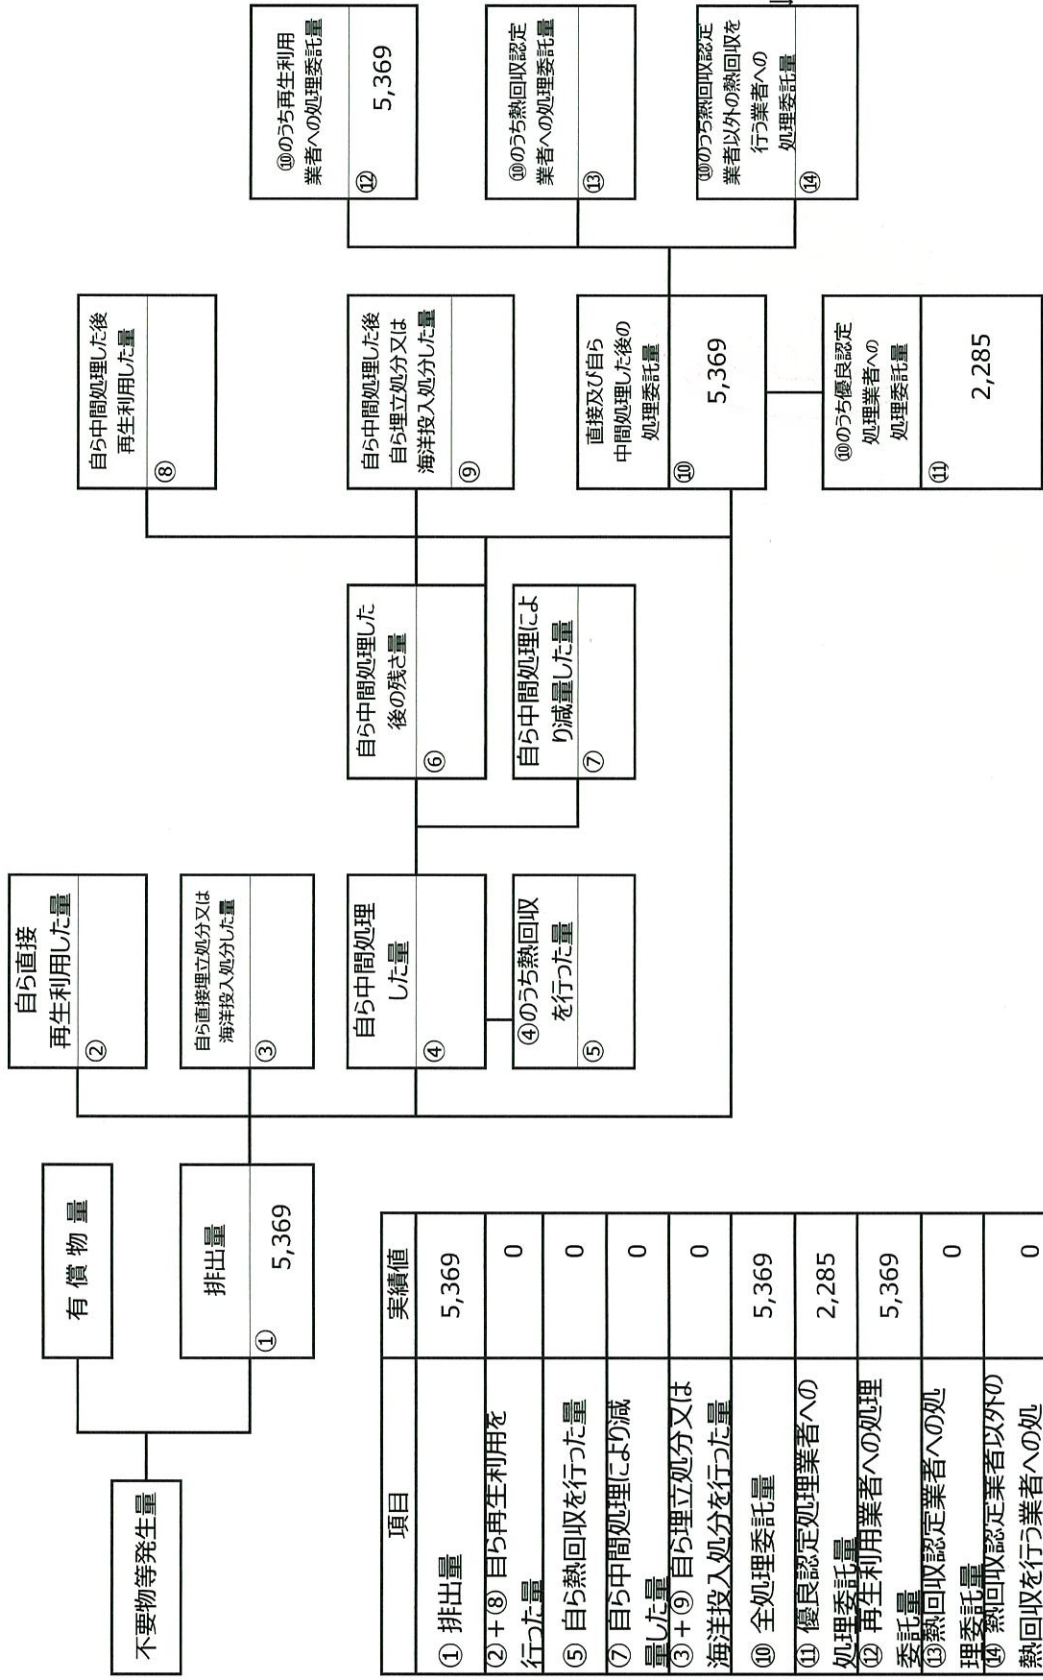 不要物等発生量
有償物量
排出量
①
5,369
自ら直接
再生利用した量
②
自ら直接埋立処分又は
海洋投入処分した量
③
自ら中間処理
した量
④
④のうち熱回収
を行った量
⑤
自ら中間処理した
後の残さ量
⑥
自ら中間処理によ
り減量した量
⑦
自ら中間処理した後
再生利用した量
⑧
自ら中間処理した後
自ら埋立処分又は
海洋投入処分した量
⑨
直接及び自ら
中間処理した後の
処理委託量
⑩
5,369
⑩のうち優良認定
処理業者への
処理委託量
⑪
2,285
⑩のうち再生利用
業者への処理委託量
⑫
5,369
⑩のうち熱回収認定
業者への処理委託量
⑬
⑩のうち熱回収認定
業者以外の熱回収を
行う業者への
処理委託量
⑭
項目
実績値
① 排出量
5,369
②+⑧ 自ら再生利用を
行った量
0
⑤ 自ら熱回収を行った量
0
⑦ 自ら中間処理により減
量した量
0
③+⑨ 自ら埋立処分又は
海洋投入処分を行った量
0
⑩ 全処理委託量
5,369
⑪ 優良認定処理業者への
処理委託量
2,285
⑫ 再生利用業者への処理
委託量
5,369
⑬熱回収認定業者への処
理委託量
0
⑭ 熱回収認定業者以外の
熱回収を行う業者への処
0